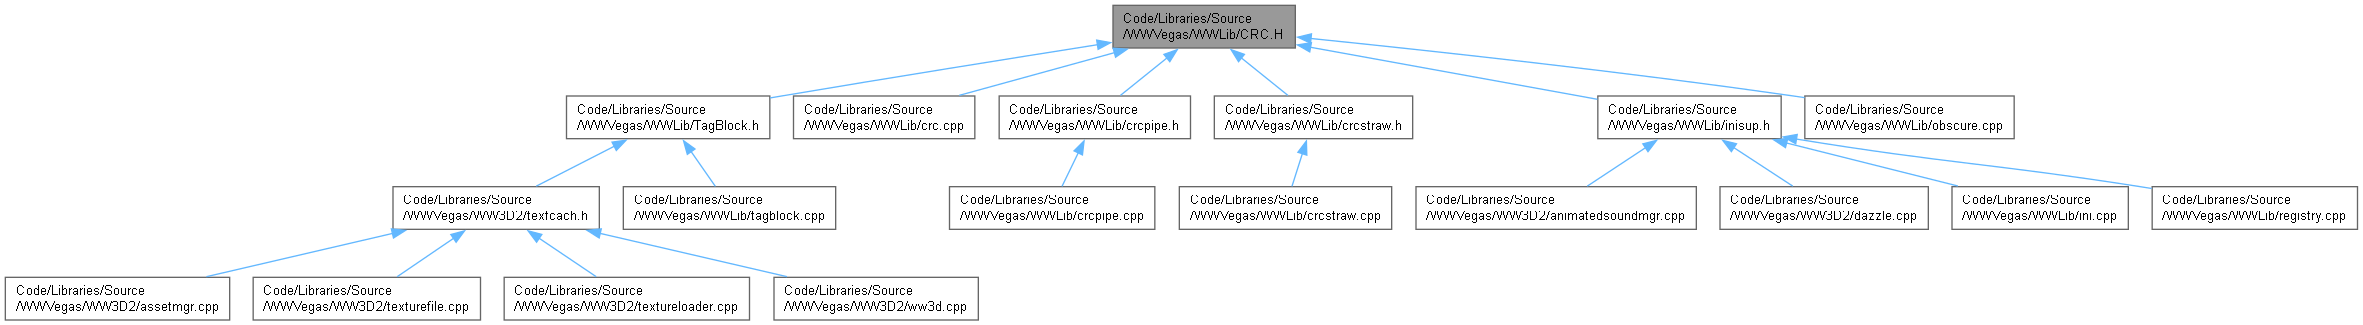 Code/Libraries/Source
/WWVegas/WWLib/CRC.H
Code/Libraries/Source
/WWVegas/WWLib/TagBlock.h
Code/Libraries/Source
/WWVegas/WWLib/crc.cpp
Code/Libraries/Source
/WWVegas/WWLib/crcpipe.h
Code/Libraries/Source
/WWVegas/WWLib/crcstraw.h
Code/Libraries/Source
/WWVegas/WWLib/inisup.h
Code/Libraries/Source
/WWVegas/WWLib/obscure.cpp
Code/Libraries/Source
/WWVegas/WW3D2/texfcach.h
Code/Libraries/Source
/WWVegas/WWLib/tagblock.cpp
Code/Libraries/Source
/WWVegas/WWLib/crcpipe.cpp
Code/Libraries/Source
/WWVegas/WWLib/crcstraw.cpp
Code/Libraries/Source
/WWVegas/WW3D2/animatedsoundmgr.cpp
Code/Libraries/Source
/WWVegas/WW3D2/dazzle.cpp
Code/Libraries/Source
/WWVegas/WWLib/ini.cpp
Code/Libraries/Source
/WWVegas/WWLib/registry.cpp
Code/Libraries/Source
/WWVegas/WW3D2/assetmgr.cpp
Code/Libraries/Source
/WWVegas/WW3D2/texturefile.cpp
Code/Libraries/Source
/WWVegas/WW3D2/textureloader.cpp
Code/Libraries/Source
/WWVegas/WW3D2/ww3d.cpp